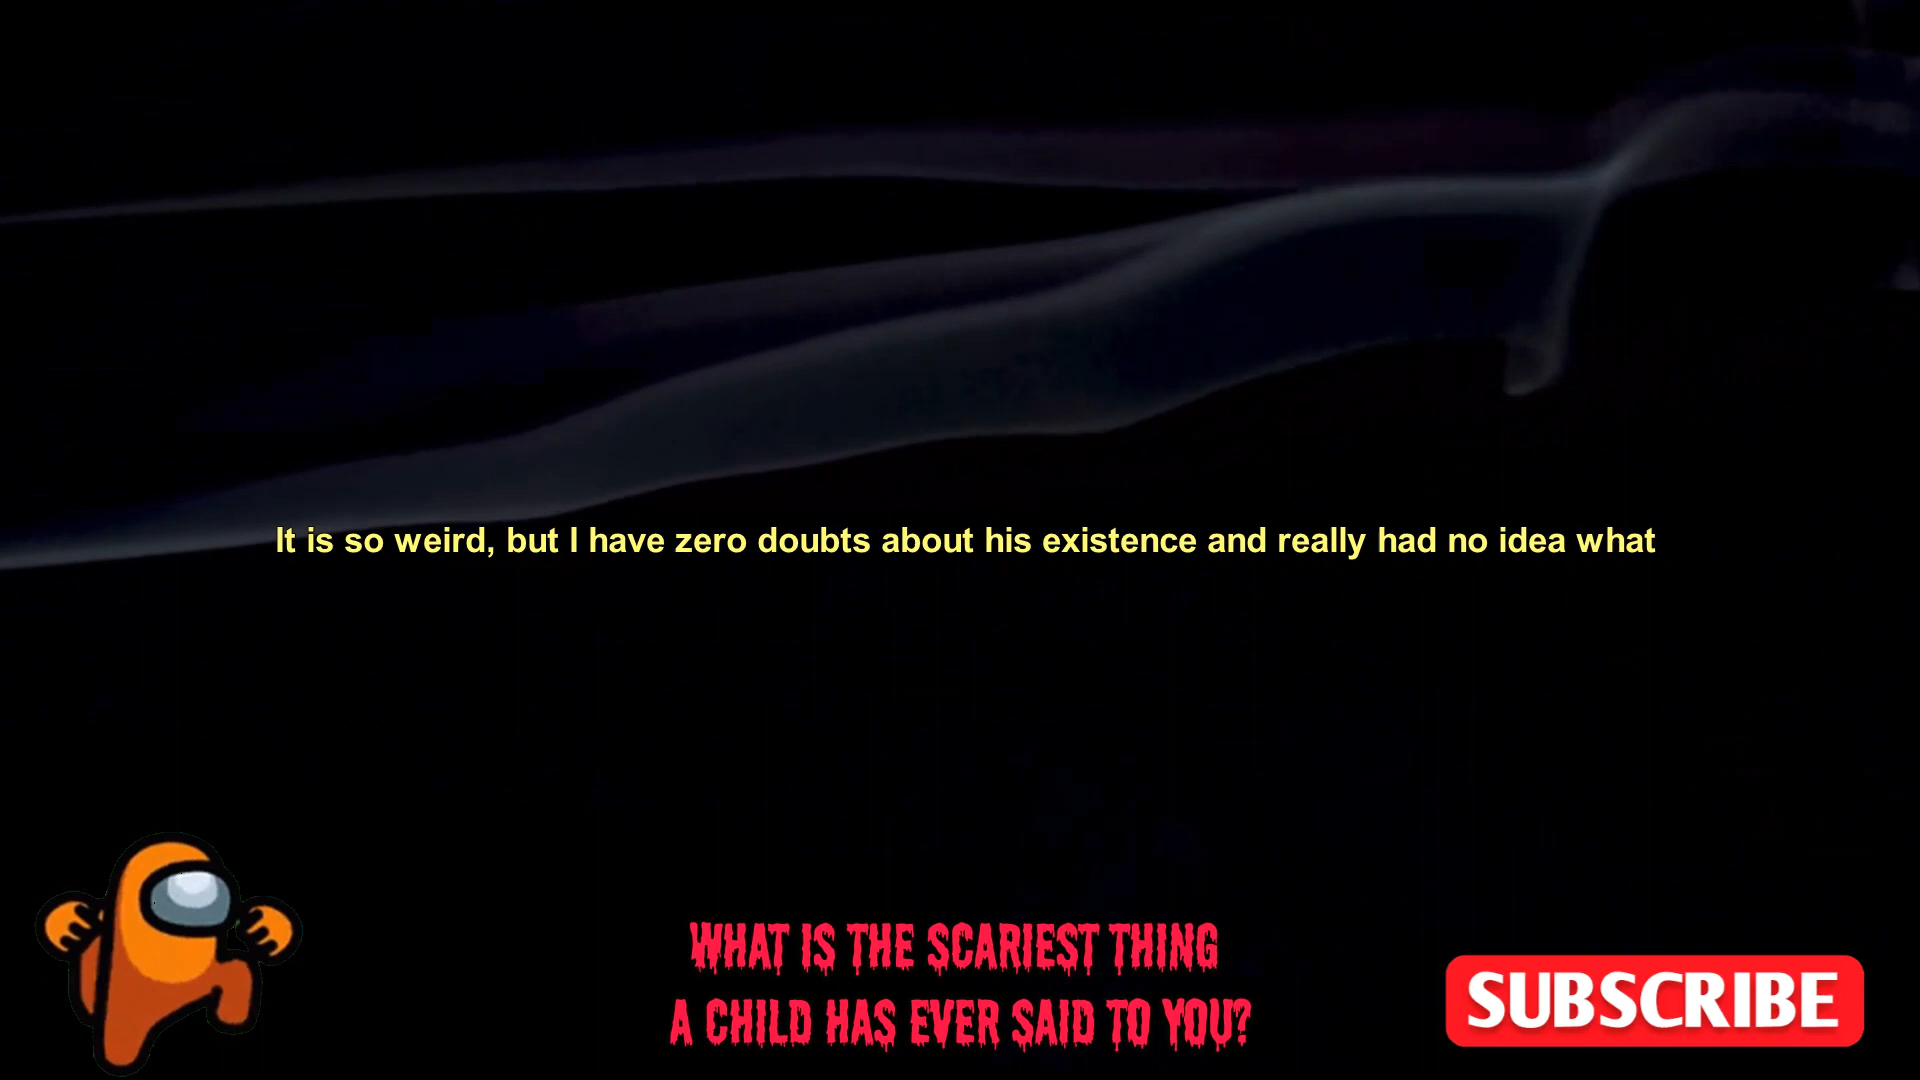 It is so weird, but I have zero doubts about his existence and really had no idea what
WHAT IS THE SCARIEST THING
A CHILD HAS EVER SAID TO YOU?
SUBSCRIBE